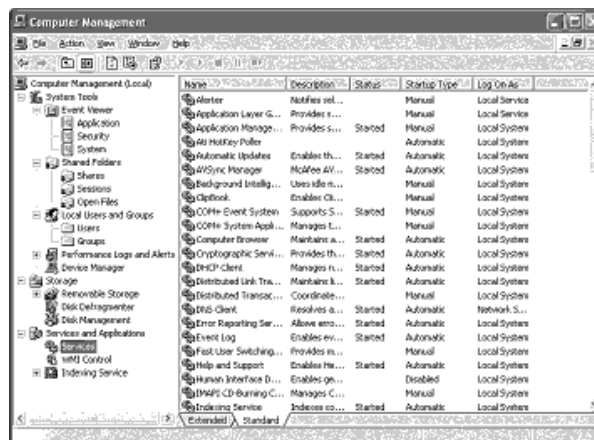 Computer Management
File Action View Window Help
Computer Management (Local)
System Tools
Event Viewer
Application
Security
System
Shared Folders
Shares
Sessions
Open Files
Local Users and Groups
Users
Groups
Performance Logs and Alerts
Device Manager
Storage
Removable Storage
Disk Defragmenter
Disk Management
Services and Applications
Services
WMI Control
Indexing Service
Name Description Status Startup Type Log On As
Alerter Notifies sel... Manual Local Service
Application Layer G... Provides s... Manual Local Service
Application Manage... Provides s... Started Manual Local System
Ati HotKey Poller Automatic Local System
Automatic Updates Enables th... Started Automatic Local System
AVSync Manager McAfee AV... Started Automatic Local System
Background Intellig... Uses idle n... Manual Local System
ClipBook Enables Cli... Manual Local System
COM+ Event System Supports S... Started Manual Local System
COM+ System Appli... Manages t... Manual Local System
Computer Browser Maintains a... Started Automatic Local System
Cryptographic Servi... Provides th... Started Automatic Local System
DHCP Client Manages n... Started Automatic Local System
Distributed Link Tra... Maintains li... Started Automatic Local System
Distributed Transac... Coordinate... Manual Local System
DNS Client Resolves a... Started Automatic Network S...
Error Reporting Ser... Allows erro... Started Automatic Local System
Event Log Enables ev... Started Automatic Local System
Fast User Switching... Provides m... Manual Local System
Help and Support Enables He... Started Automatic Local System
Human Interface D... Enables ge... Disabled Local System
IMAPI CD-Burning C... Manages C... Manual Local System
Indexing Service Indexes co... Started Automatic Local System
Extended Standard